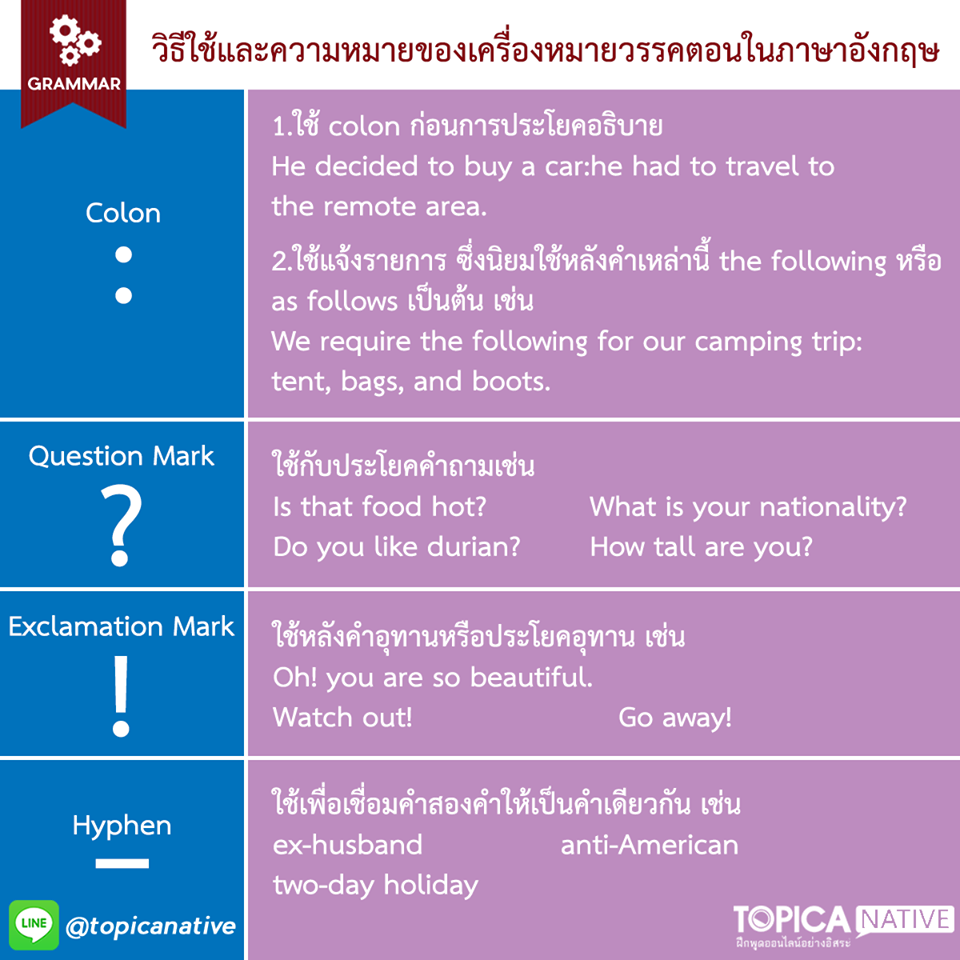 GRAMMAR
วิธีใช้และความหมายของเครื่องหมายวรรคตอนในภาษาอังกฤษ
Colon
:
1.ใช้ colon ก่อนการประโยคอธิบาย
He decided to buy a car:he had to travel to
the remote area.
2.ใช้แจ้งรายการ ซึ่งนิยมใช้หลังคำเหล่านี้ the following หรือ
as follows เป็นต้น เช่น
We require the following for our camping trip:
tent, bags, and boots.
Question Mark
?
ใช้กับประโยคคำถามเช่น
Is that food hot? What is your nationality?
Do you like durian? How tall are you?
Exclamation Mark
!
ใช้หลังคำอุทานหรือประโยคอุทาน เช่น
Oh! you are so beautiful.
Watch out! Go away!
Hyphen
-
ใช้เพื่อเชื่อมคำสองคำให้เป็นคำเดียวกัน เช่น
ex-husband anti-American
two-day holiday
LINE @topicanative
TOPICA NATIVE
ฝึกพูดออนไลน์อย่างอิสระ